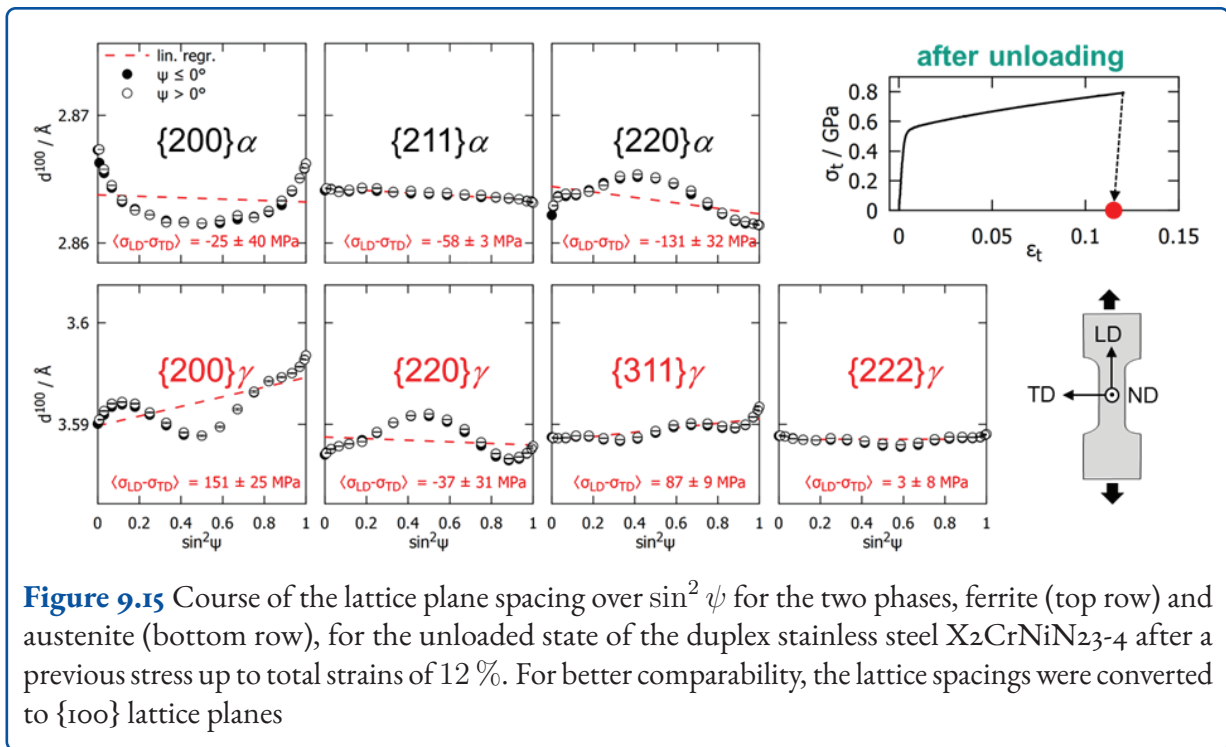 lin. regr.
ψ ≤ 0°
ψ > 0°
2.87
d¹⁰⁰ / Å
2.86
{200}α
⟨σLD-σTD⟩ = -25 ± 40 MPa
{211}α
⟨σLD-σTD⟩ = -58 ± 3 MPa
{220}α
⟨σLD-σTD⟩ = -131 ± 32 MPa
after unloading
σt / GPa
0.8
0.6
0.4
0.2
0
0 0.05 0.1 0.15
εt
3.6
d¹⁰⁰ / Å
3.59
{200}γ
⟨σLD-σTD⟩ = 151 ± 25 MPa
{220}γ
⟨σLD-σTD⟩ = -37 ± 31 MPa
{311}γ
⟨σLD-σTD⟩ = 87 ± 9 MPa
{222}γ
⟨σLD-σTD⟩ = 3 ± 8 MPa
0 0.2 0.4 0.6 0.8 1 0 0.2 0.4 0.6 0.8 1 0 0.2 0.4 0.6 0.8 1 0 0.2 0.4 0.6 0.8 1
sin²ψ sin²ψ sin²ψ sin²ψ
LD
TD ND
Figure 9.15 Course of the lattice plane spacing over sin² ψ for the two phases, ferrite (top row) and
austenite (bottom row), for the unloaded state of the duplex stainless steel X2CrNiN23-4 after a
previous stress up to total strains of 12 %. For better comparability, the lattice spacings were converted
to {100} lattice planes